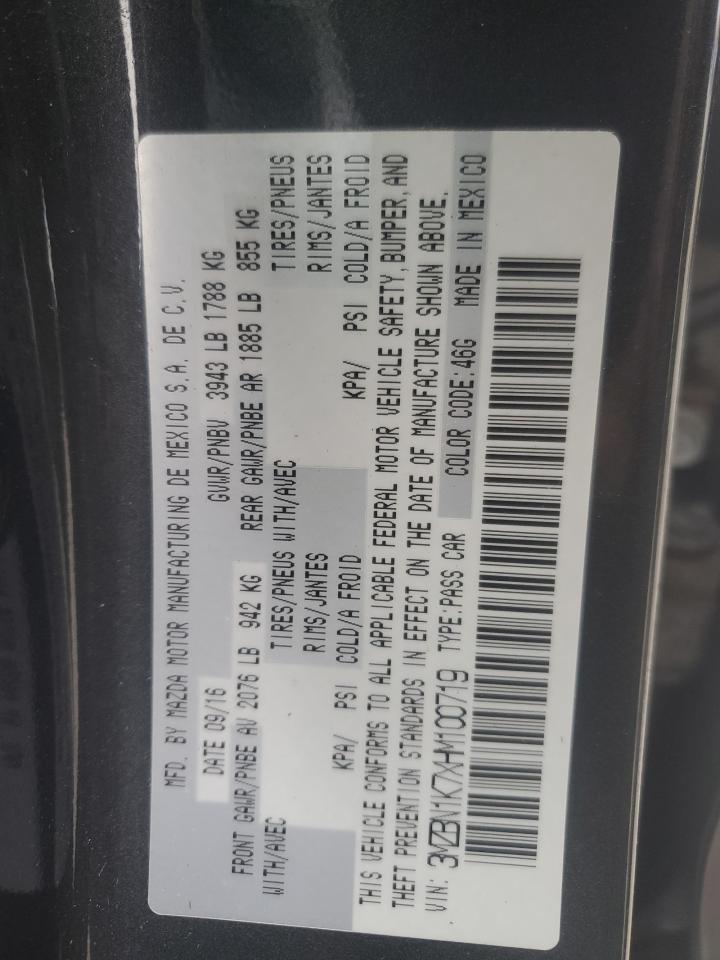 MFD. BY MAZDA MOTOR MANUFACTURING DE MEXICO S.A. DE C.V.
DATE 09/16 GVWR/PNBV 3943 LB 1788 KG
FRONT GAWR/PNBE AV 2076 LB 942 KG REAR GAWR/PNBE AR 1885 LB 855 KG
WITH/AVEC TIRES/PNEUS WITH/AVEC TIRES/PNEUS
RIMS/JANTES RIMS/JANTES
KPA/ PSI COLD/A FROID KPA/ PSI COLD/A FROID
THIS VEHICLE CONFORMS TO ALL APPLICABLE FEDERAL MOTOR VEHICLE SAFETY, BUMPER, AND
THEFT PREVENTION STANDARDS IN EFFECT ON THE DATE OF MANUFACTURE SHOWN ABOVE.
VIN: 3MZBN1K7XHM100719 TYPE:PASS CAR COLOR CODE:46G MADE IN MEXICO